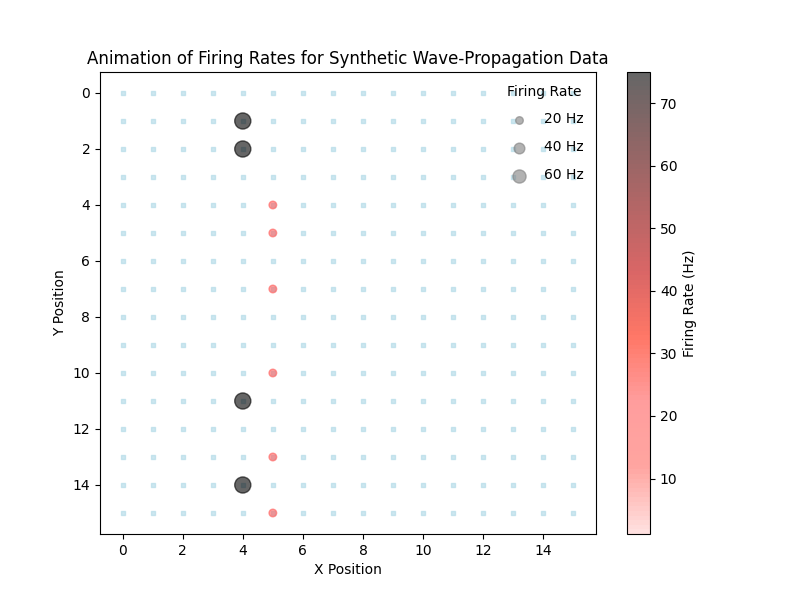 Animation of Firing Rates for Synthetic Wave-Propagation Data
Firing Rate
20 Hz
40 Hz
60 Hz
0
2
4
6
8
10
12
14
Y Position
0 2 4 6 8 10 12 14
X Position
70
60
50
40
30
20
10
Firing Rate (Hz)